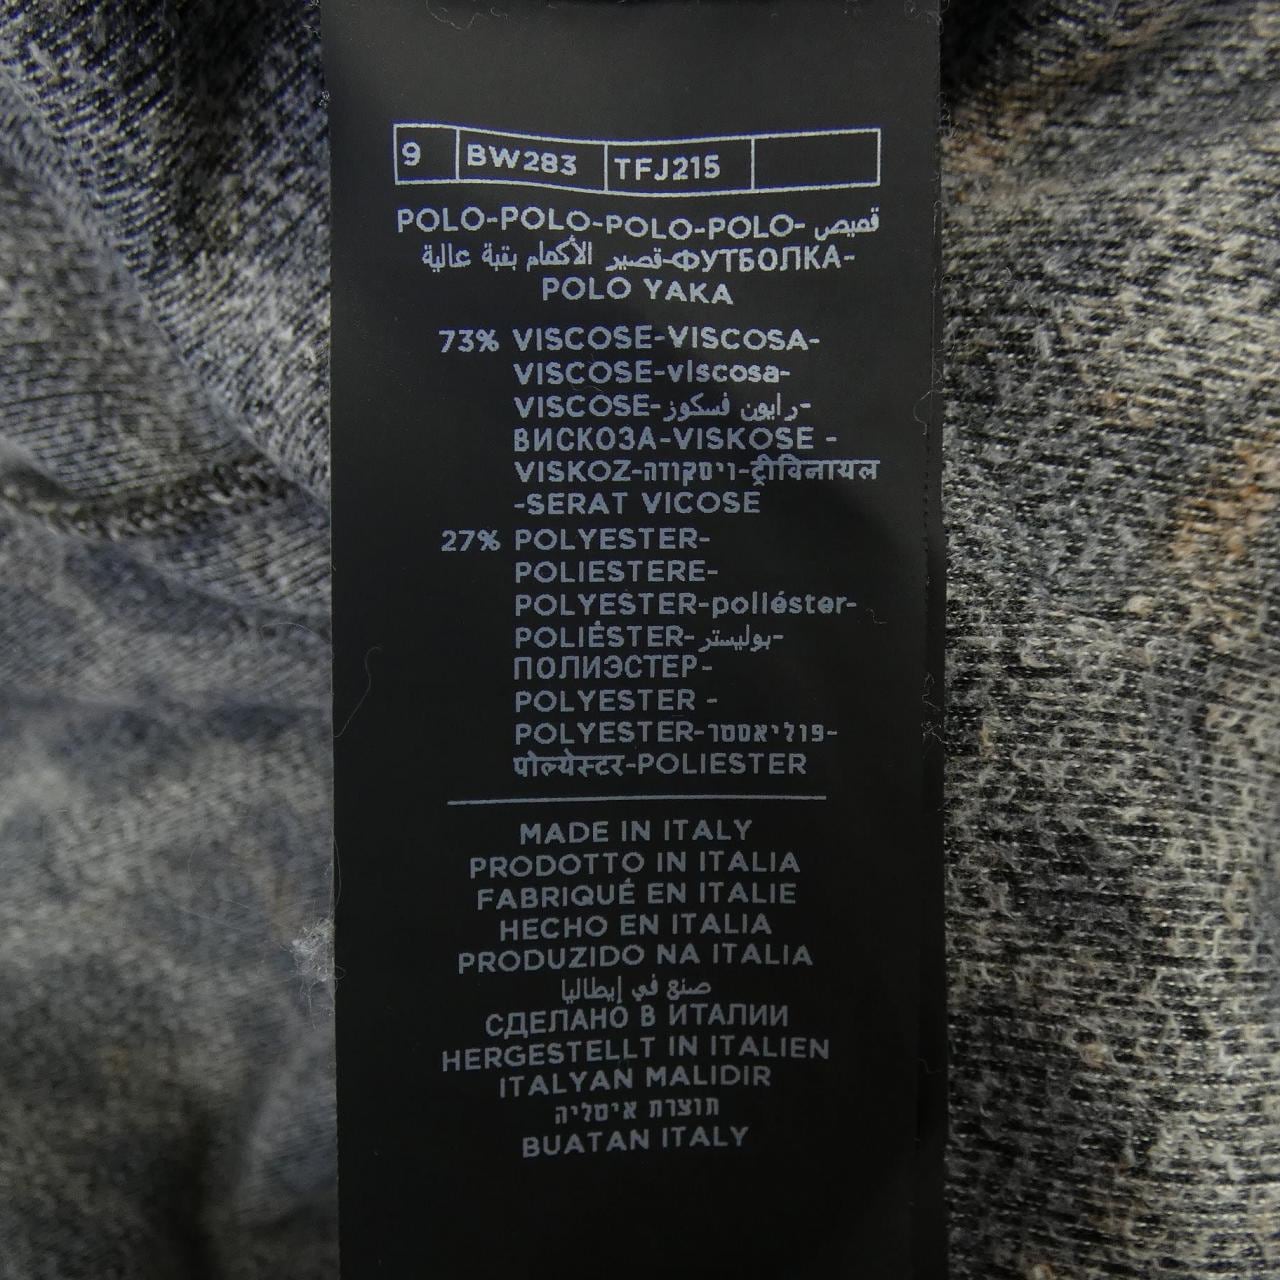 9 BW283 TFJ215
POLO-POLO-POLO-POLO- قميص
قصير الأكمام بقبة عالية-ФУТБОЛКА-
POLO YAKA
73% VISCOSE-VISCOSA-
VISCOSE-viscosa-
VISCOSE-رايون فسكوز-
ВИСКОЗА-VISKOSE -
VISKOZ-ויסקוזה-ट्रीविनायल
-SERAT VICOSE
27% POLYESTER-
POLIESTERE-
POLYESTER-poliéster-
POLIÉSTER-بوليستر-
ПОЛИЭСТЕР-
POLYESTER -
POLYESTER-פוליאסטר-
पोल्येस्टर-POLIESTER
MADE IN ITALY
PRODOTTO IN ITALIA
FABRIQUÉ EN ITALIE
HECHO EN ITALIA
PRODUZIDO NA ITALIA
صنع في إيطاليا
СДЕЛАНО В ИТАЛИИ
HERGESTELLT IN ITALIEN
ITALYAN MALIDIR
תוצרת איטליה
BUATAN ITALY